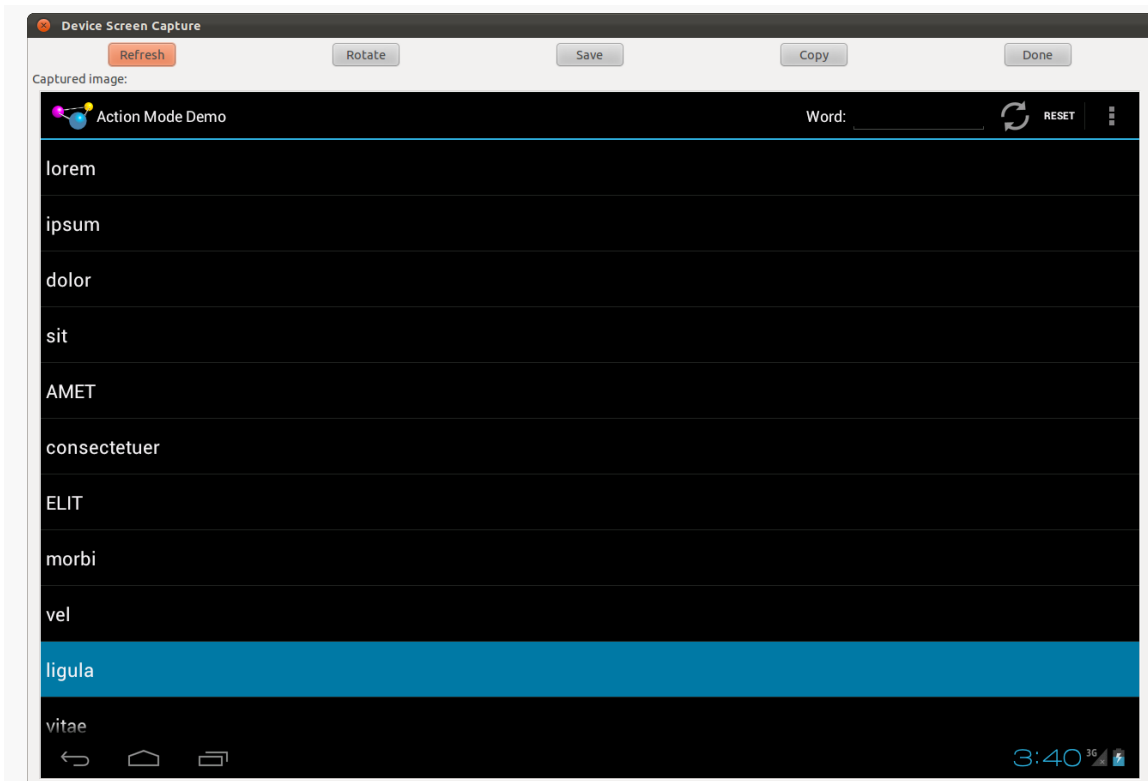 Device Screen Capture
Refresh Rotate Save Copy Done
Captured image:
Action Mode Demo Word: RESET
lorem
ipsum
dolor
sit
AMET
consectetuer
ELIT
morbi
vel
ligula
vitae
3:40 3G